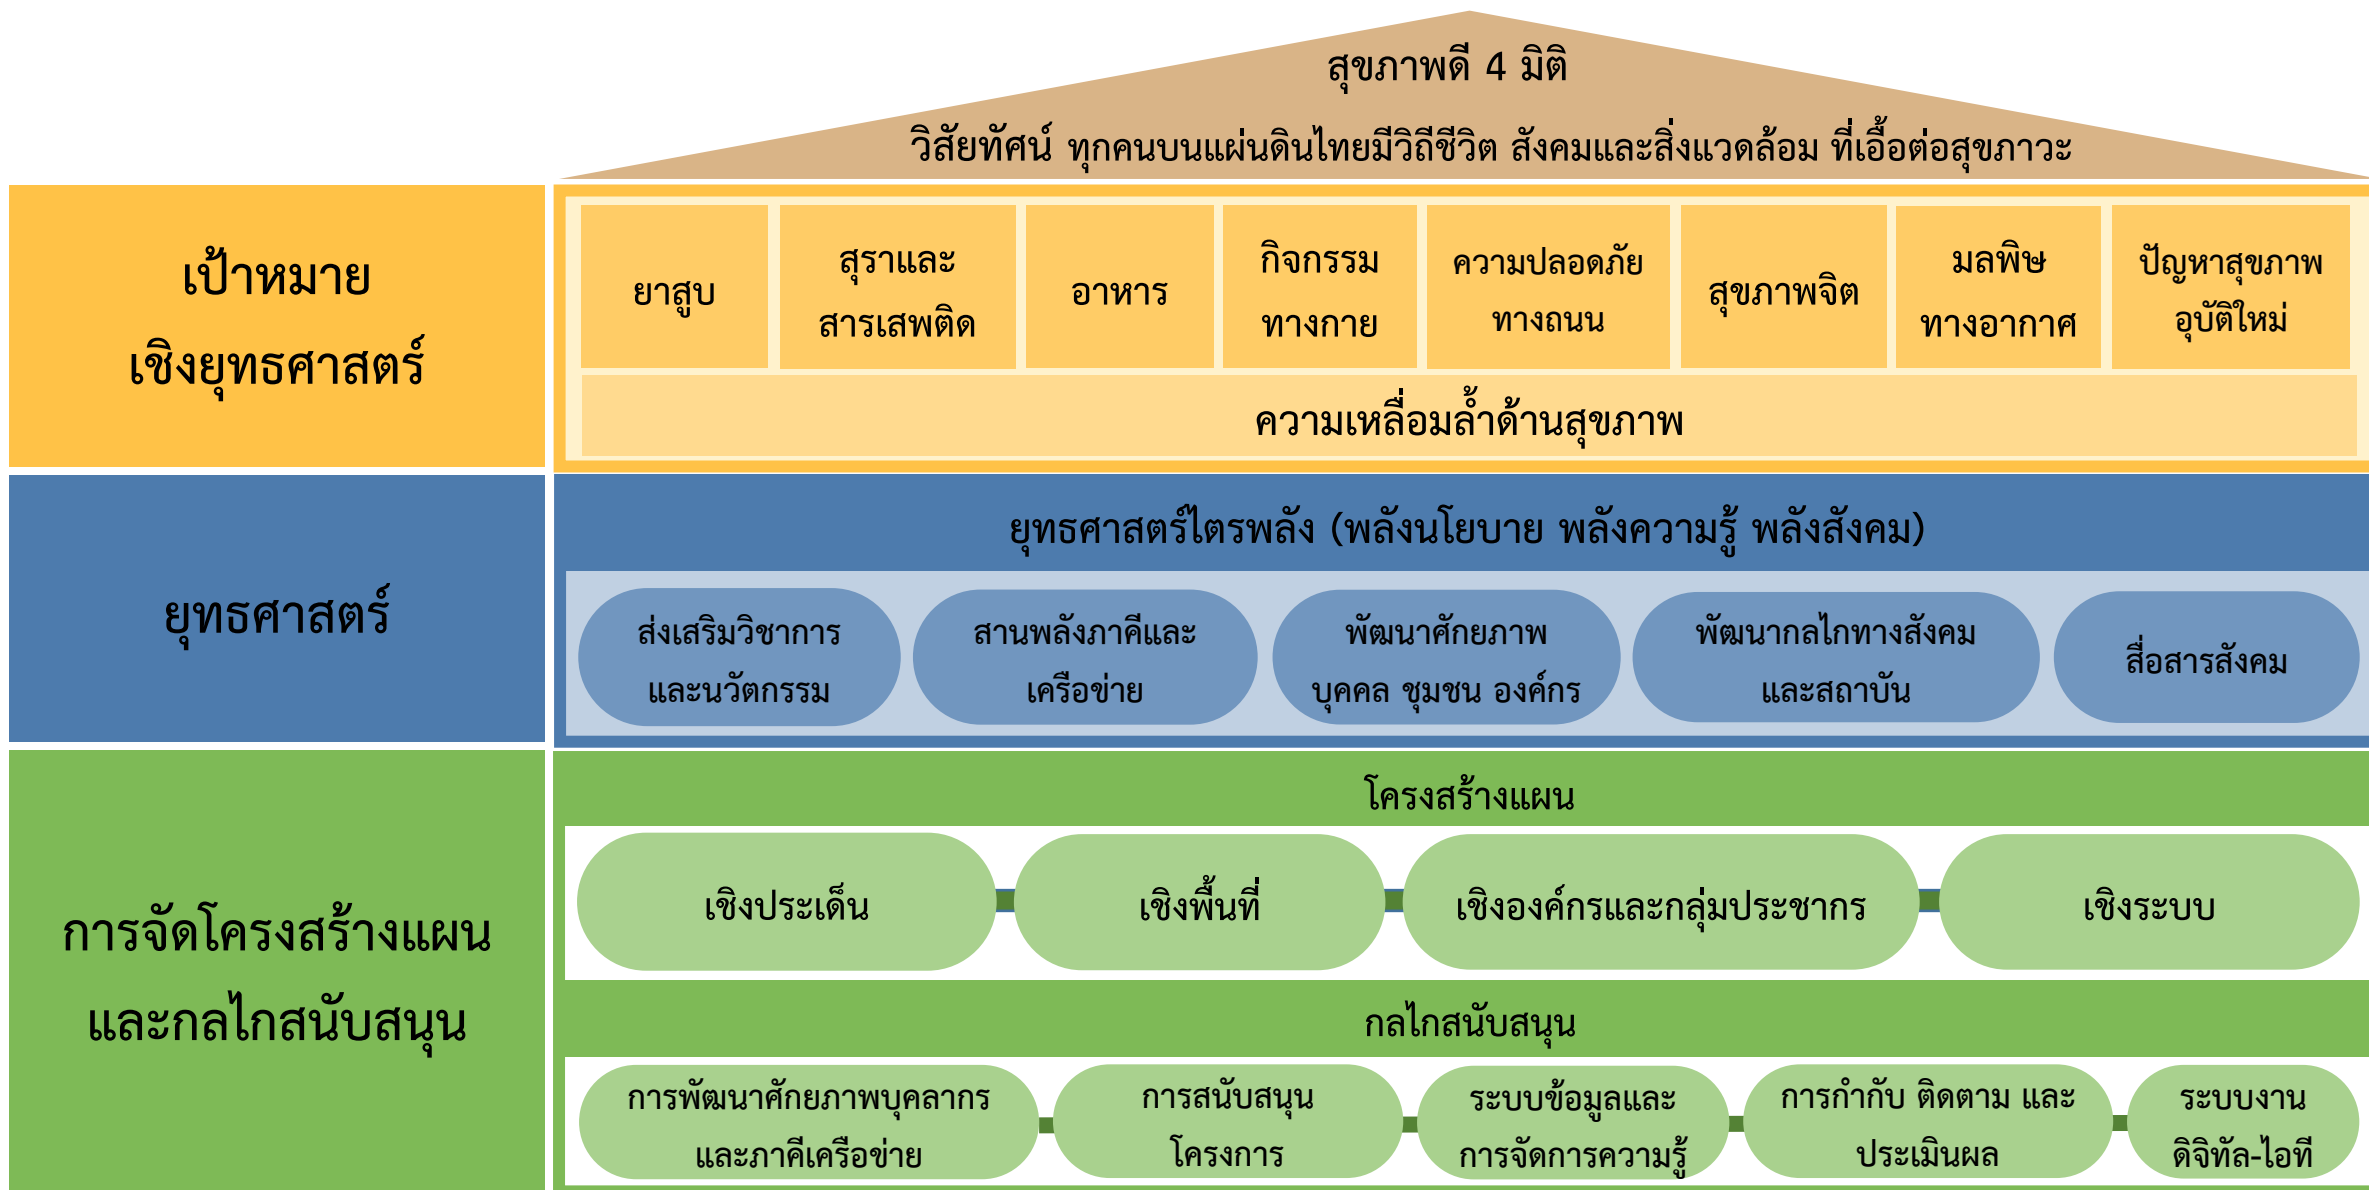 สุขภาพดี 4 มิติ
วิสัยทัศน์ ทุกคนบนแผ่นดินไทยมีวิถีชีวิต สังคมและสิ่งแวดล้อม ที่เอื้อต่อสุขภาวะ
เป้าหมาย
เชิงยุทธศาสตร์
ยาสูบ
สุราและ
สารเสพติด
อาหาร
กิจกรรม
ทางกาย
ความปลอดภัย
ทางถนน
สุขภาพจิต
มลพิษ
ทางอากาศ
ปัญหาสุขภาพ
อุบัติใหม่
ความเหลื่อมล้ำด้านสุขภาพ
ยุทธศาสตร์
ยุทธศาสตร์ไตรพลัง (พลังนโยบาย พลังความรู้ พลังสังคม)
ส่งเสริมวิชาการ
และนวัตกรรม
สานพลังภาคีและ
เครือข่าย
พัฒนาศักยภาพ
บุคคล ชุมชน องค์กร
พัฒนากลไกทางสังคม
และสถาบัน
สื่อสารสังคม
การจัดโครงสร้างแผน
และกลไกสนับสนุน
โครงสร้างแผน
เชิงประเด็น
เชิงพื้นที่
เชิงองค์กรและกลุ่มประชากร
เชิงระบบ
กลไกสนับสนุน
การพัฒนาศักยภาพบุคลากร
และภาคีเครือข่าย
การสนับสนุน
โครงการ
ระบบข้อมูลและ
การจัดการความรู้
การกำกับ ติดตาม และ
ประเมินผล
ระบบงาน
ดิจิทัล-ไอที